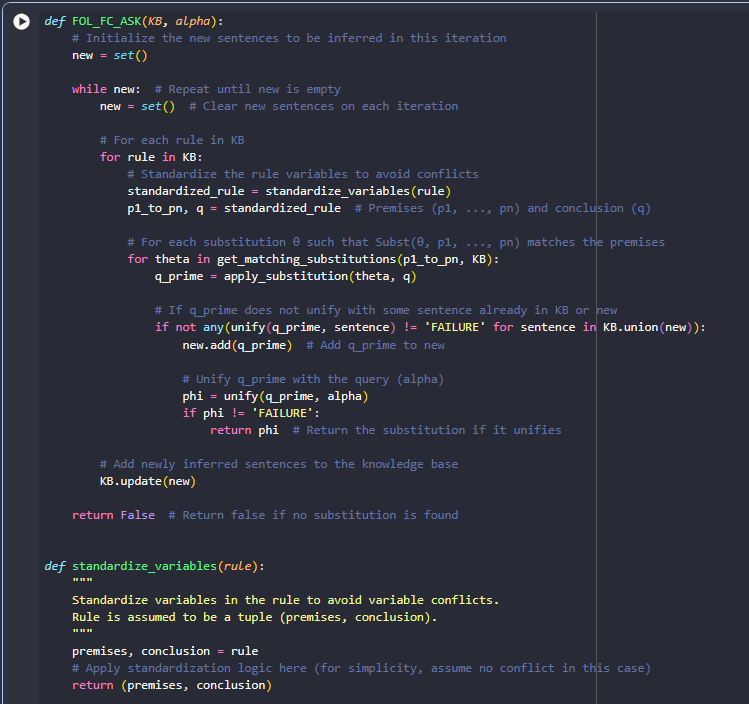 def FOL_FC_ASK(KB, alpha):
    # Initialize the new sentences to be inferred in this iteration
    new = set()

    while new:  # Repeat until new is empty
        new = set()  # Clear new sentences on each iteration

        # For each rule in KB
        for rule in KB:
            # Standardize the rule variables to avoid conflicts
            standardized_rule = standardize_variables(rule)
            p1_to_pn, q = standardized_rule  # Premises (p1, ..., pn) and conclusion (q)

            # For each substitution θ such that Subst(θ, p1, ..., pn) matches the premises
            for theta in get_matching_substitutions(p1_to_pn, KB):
                q_prime = apply_substitution(theta, q)

                # If q_prime does not unify with some sentence already in KB or new
                if not any(unify(q_prime, sentence) != 'FAILURE' for sentence in KB.union(new)):
                    new.add(q_prime)  # Add q_prime to new

                    # Unify q_prime with the query (alpha)
                    phi = unify(q_prime, alpha)
                    if phi != 'FAILURE':
                        return phi  # Return the substitution if it unifies

        # Add newly inferred sentences to the knowledge base
        KB.update(new)

    return False  # Return false if no substitution is found


def standardize_variables(rule):
    """
    Standardize variables in the rule to avoid variable conflicts.
    Rule is assumed to be a tuple (premises, conclusion).
    """
    premises, conclusion = rule
    # Apply standardization logic here (for simplicity, assume no conflict in this case)
    return (premises, conclusion)